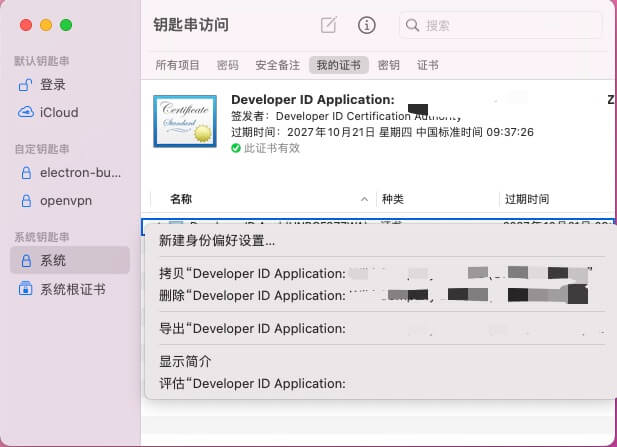 钥匙串访问
搜索
默认钥匙串
登录
iCloud
自定钥匙串
electron-bu...
openvpn
系统钥匙串
系统
系统根证书
所有项目 密码 安全备注 我的证书 密钥 证书
Certificate
Standard
Developer ID Application:
签发者：Developer ID Certification Authority
过期时间：2027年10月21日 星期四 中国标准时间 09:37:26
此证书有效
名称 种类 过期时间
新建身份偏好设置...
拷贝“Developer ID Application:
删除“Developer ID Application:
导出“Developer ID Application:
显示简介
评估“Developer ID Application: